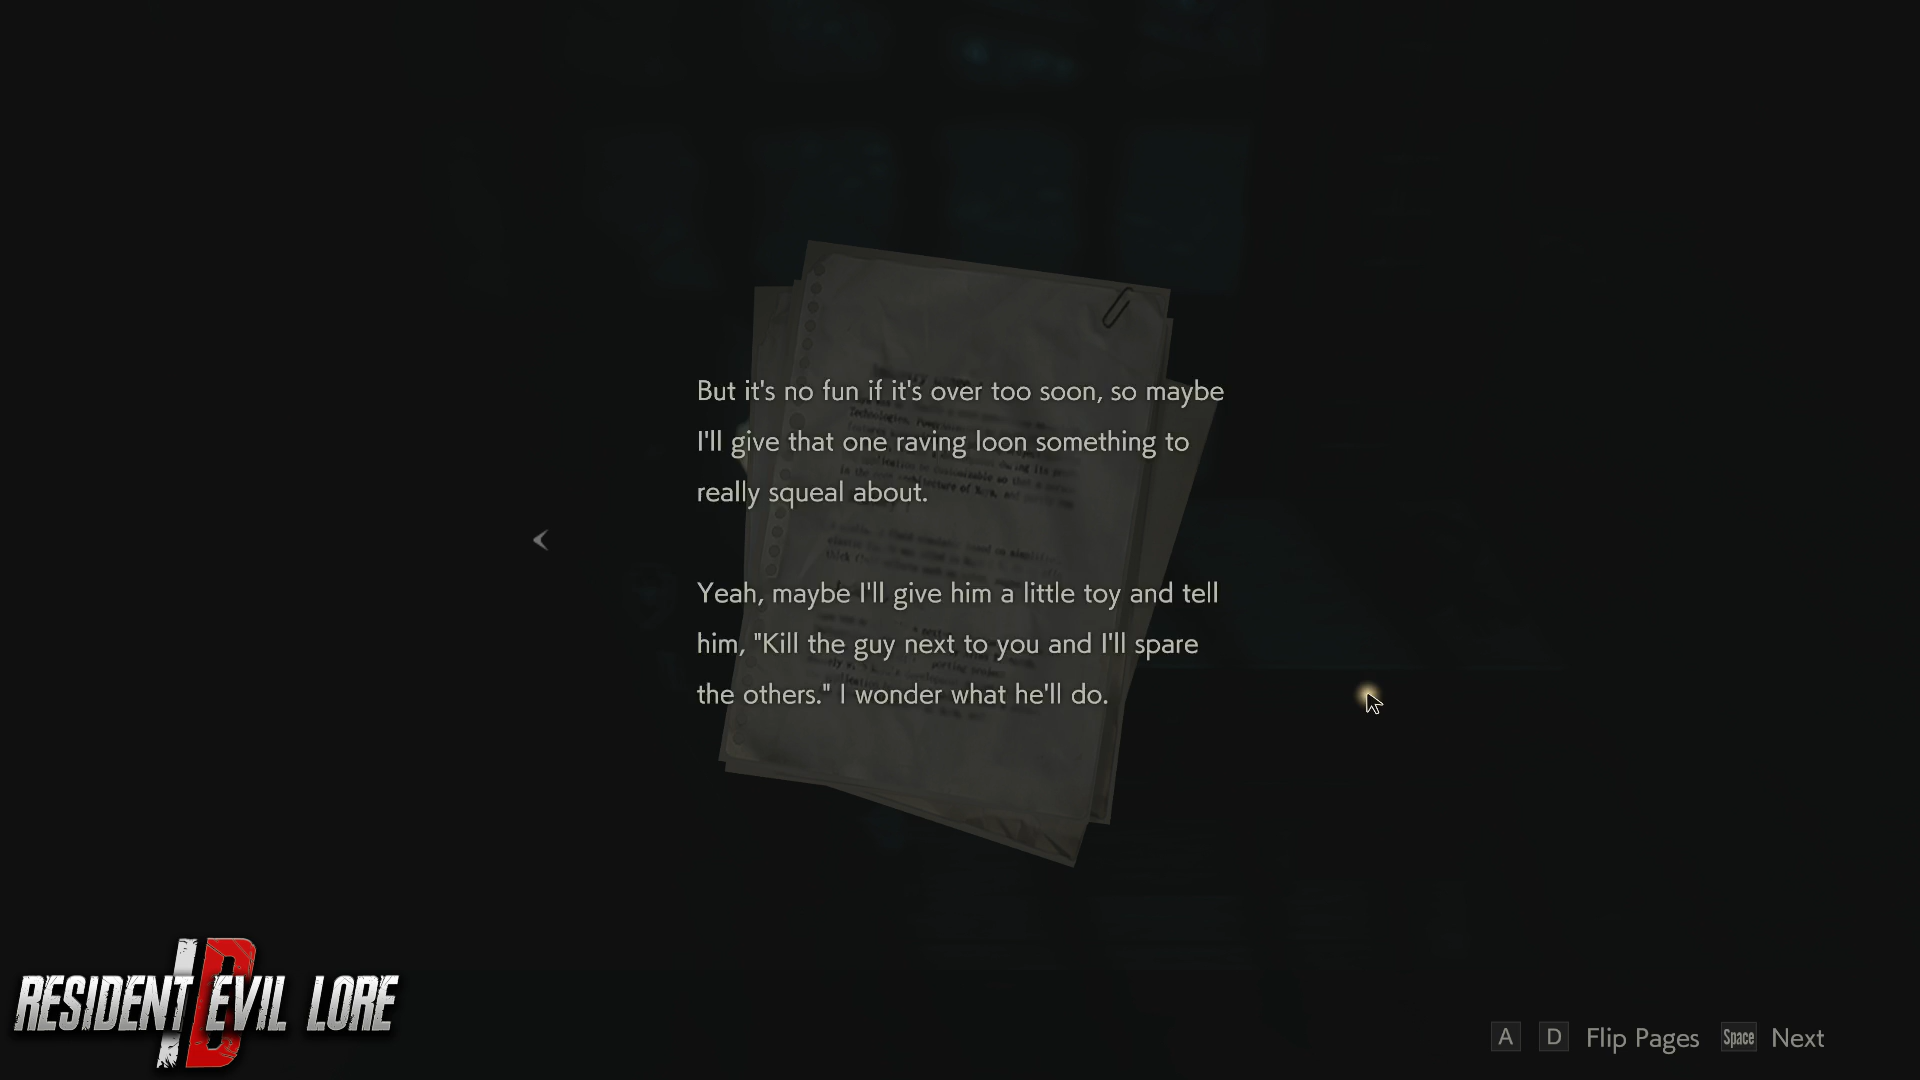 But it's no fun if it's over too soon, so maybe
I'll give that one raving loon something to
really squeal about.
Yeah, maybe I'll give him a little toy and tell
him, "Kill the guy next to you and I'll spare
the others." I wonder what he'll do.
RESIDENT EVIL LORE
A D Flip Pages Space Next